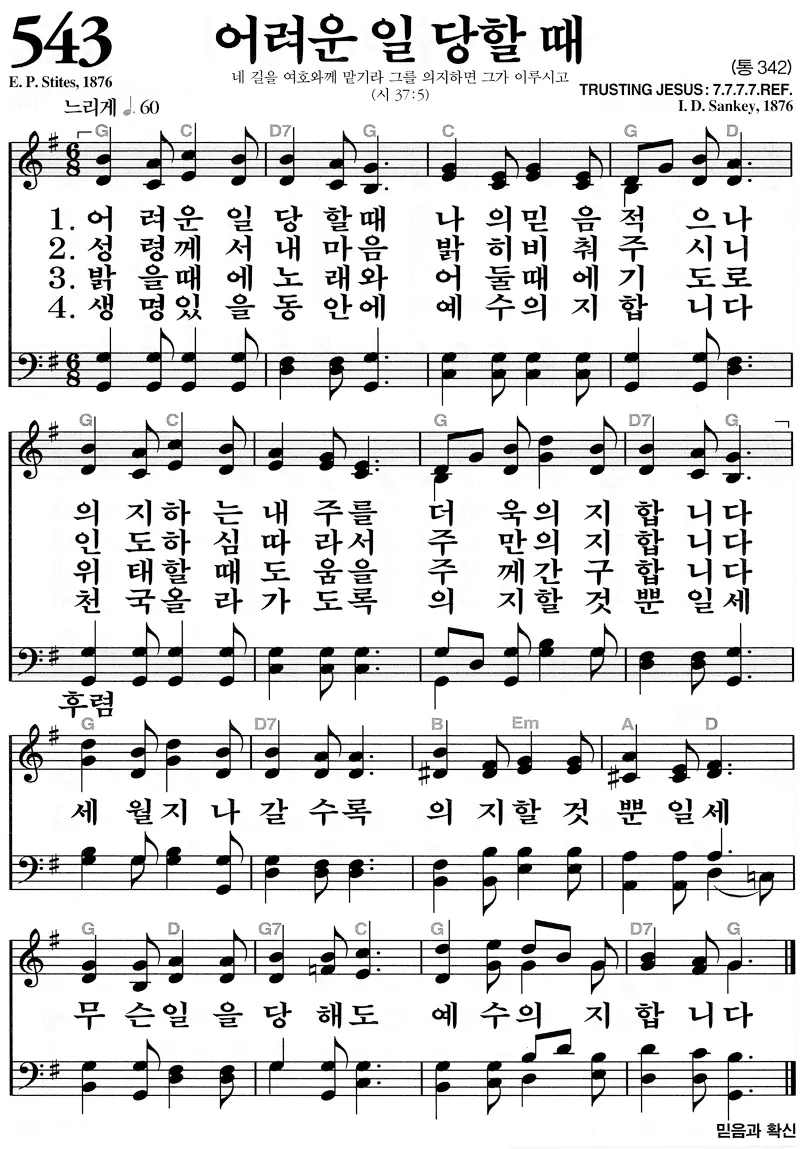 543
어려운 일 당할 때
네 길을 여호와께 맡기라 그를 의지하면 그가 이루시고
(시 37:5)
(통 342)
E. P. Stites, 1876
TRUSTING JESUS : 7.7.7.7.REF.
I. D. Sankey, 1876
느리게 ♩. 60
G C D7 G C G D
6/8
1. 어 려운 일 당 할때 나 의믿 음 적 으나
2. 성 령께 서 내 마음 밝 히비 춰 주 시니
3. 밝 을때 에 노 래와 어 둘때 에 기 도로
4. 생 명있 을 동 안에 예 수의 지 합 니다
6/8
G C G D7 G
의 지하 는 내 주를 더 욱의 지 합 니다
인 도하 심 따 라서 주 만의 지 합 니다
위 태할 때 도 움을 주 께간 구 합 니다
천 국올 라 가 도록 의 지할 것 뿐 일세
후렴
G D7 B Em A D
세 월지 나 갈 수록 의 지할 것 뿐 일세
G D G7 C G D7 G
무 슨일 을 당 해도 예 수의 지 합 니다
믿음과 확신